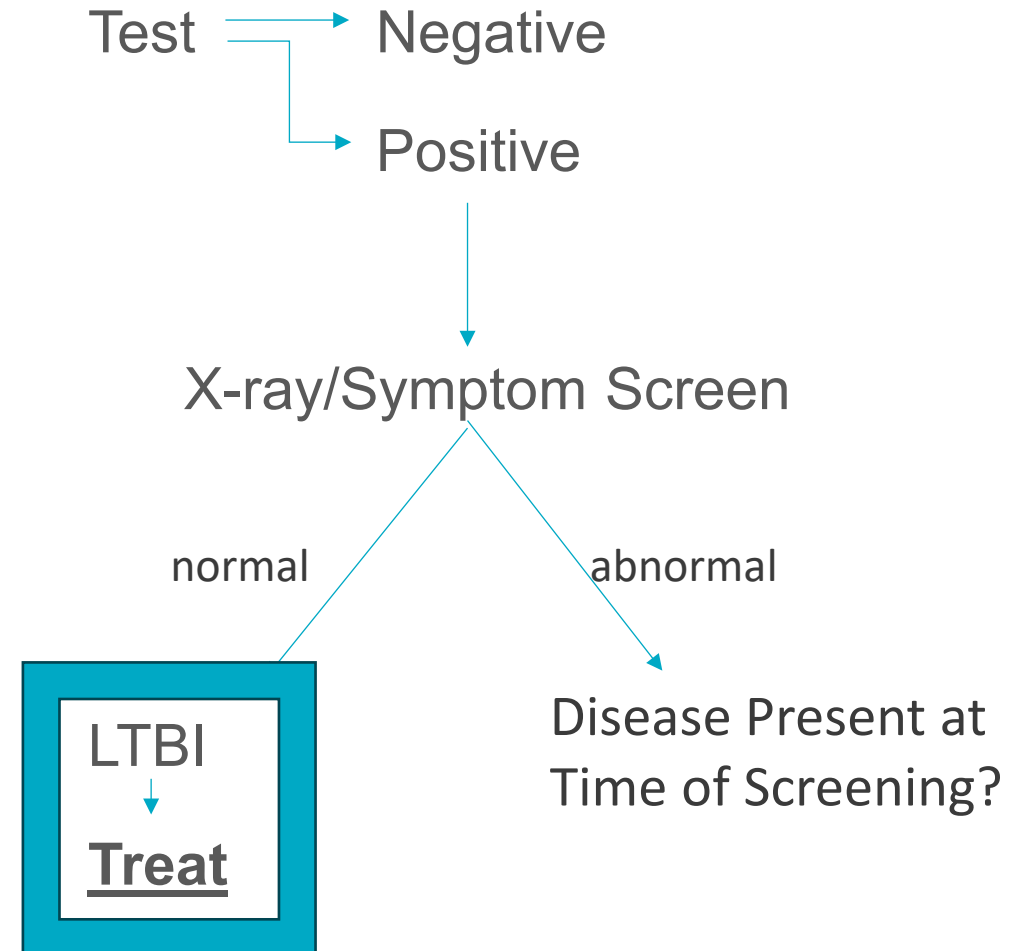 Test
Negative
Positive
X-ray/Symptom Screen
normal
abnormal
LTBI
Treat
Disease Present at
Time of Screening?